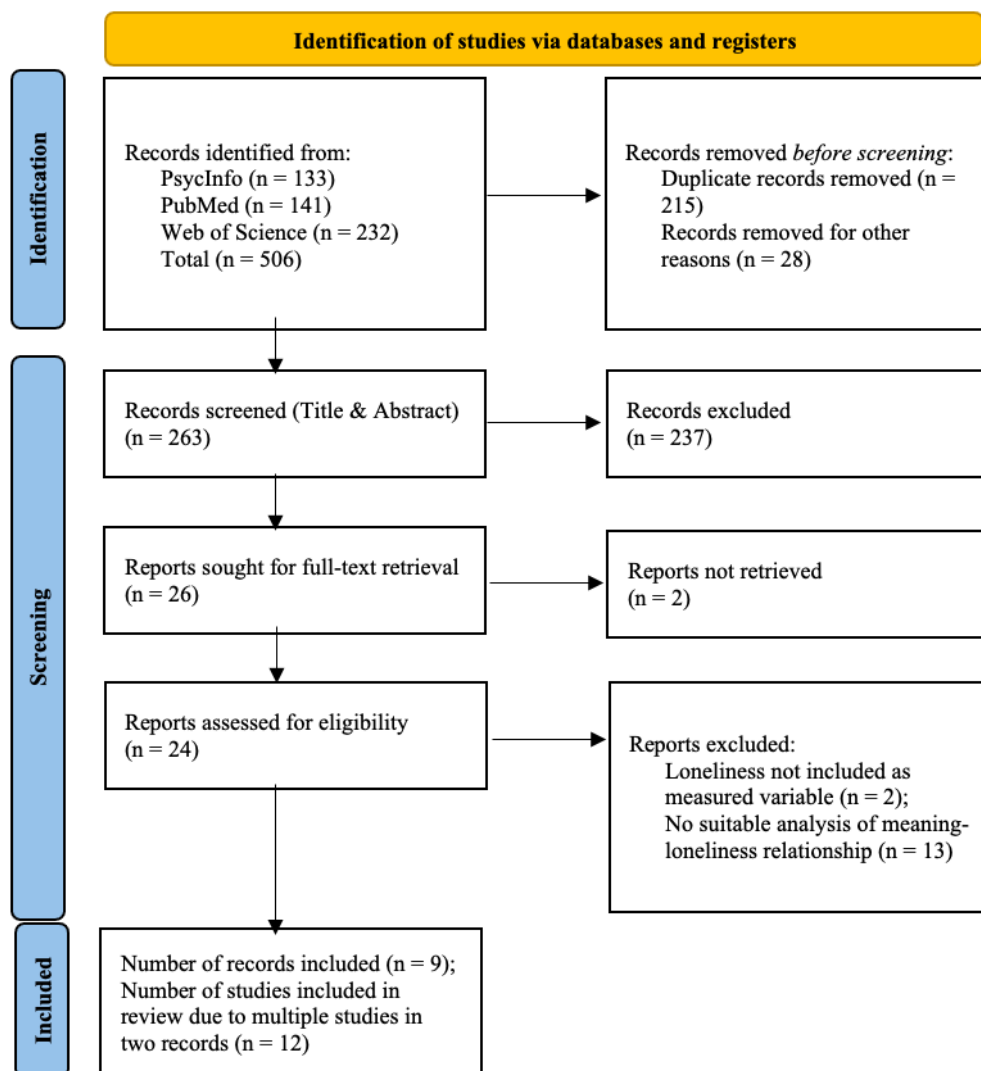 Identification of studies via databases and registers
Identification
Records identified from:
PsycInfo (n = 133)
PubMed (n = 141)
Web of Science (n = 232)
Total (n = 506)
Records removed before screening:
Duplicate records removed (n =
215)
Records removed for other
reasons (n = 28)
Screening
Records screened (Title & Abstract)
(n = 263)
Records excluded
(n = 237)
Reports sought for full-text retrieval
(n = 26)
Reports not retrieved
(n = 2)
Reports assessed for eligibility
(n = 24)
Reports excluded:
Loneliness not included as
measured variable (n = 2);
No suitable analysis of meaning-
loneliness relationship (n = 13)
Included
Number of records included (n = 9);
Number of studies included in
review due to multiple studies in
two records (n = 12)